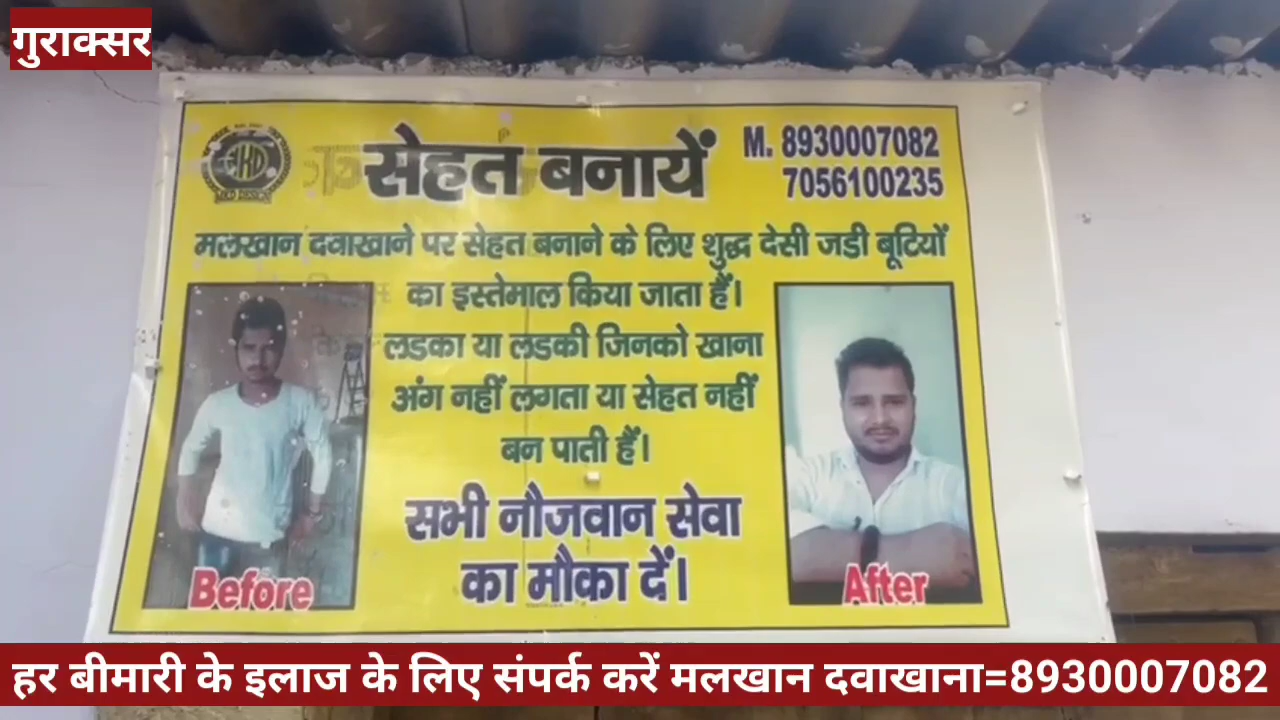 गुराक्सर
सेहत बनायें
M. 8930007082
7056100235
मलखान दवाखाने पर सेहत बनाने के लिए शुद्ध देसी जडी बूटियों
का इस्तेमाल किया जाता हैं।
लडका या लडकी जिनको खाना
अंग नहीं लगता या सेहत नहीं
बन पाती हैं।
सभी नौजवान सेवा
का मौका दें।
Before
After
हर बीमारी के इलाज के लिए संपर्क करें मलखान दवाखाना=8930007082